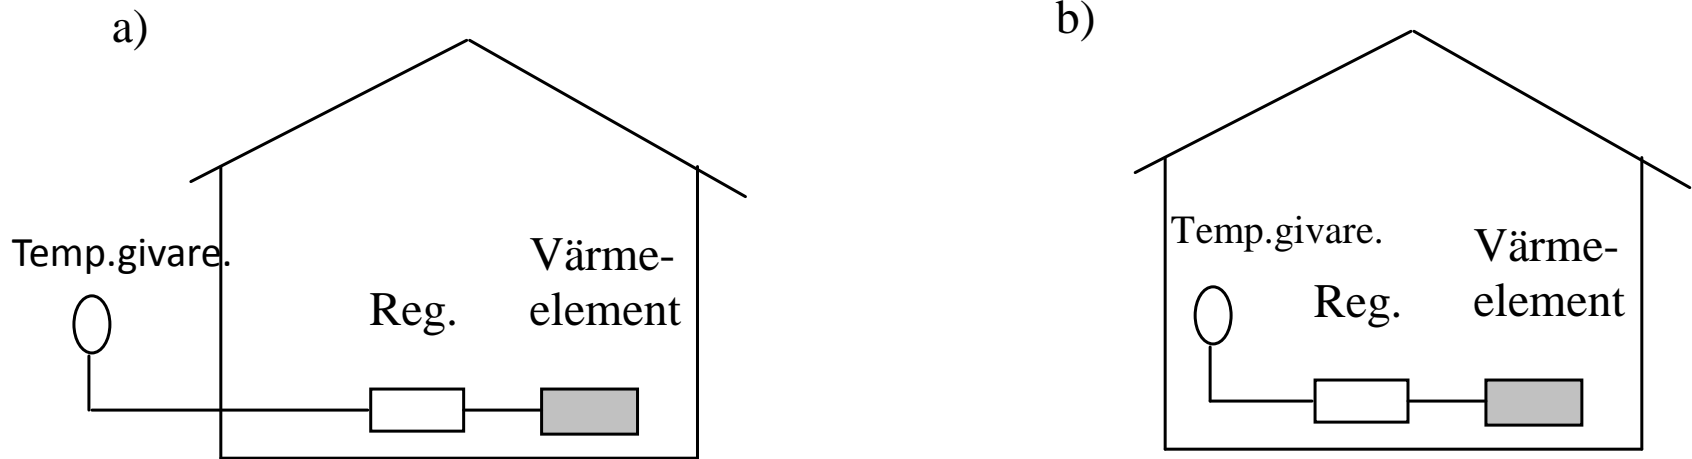 a)
Temp.givare.
Reg.
Värme-
element
b)
Temp.givare.
Reg.
Värme-
element